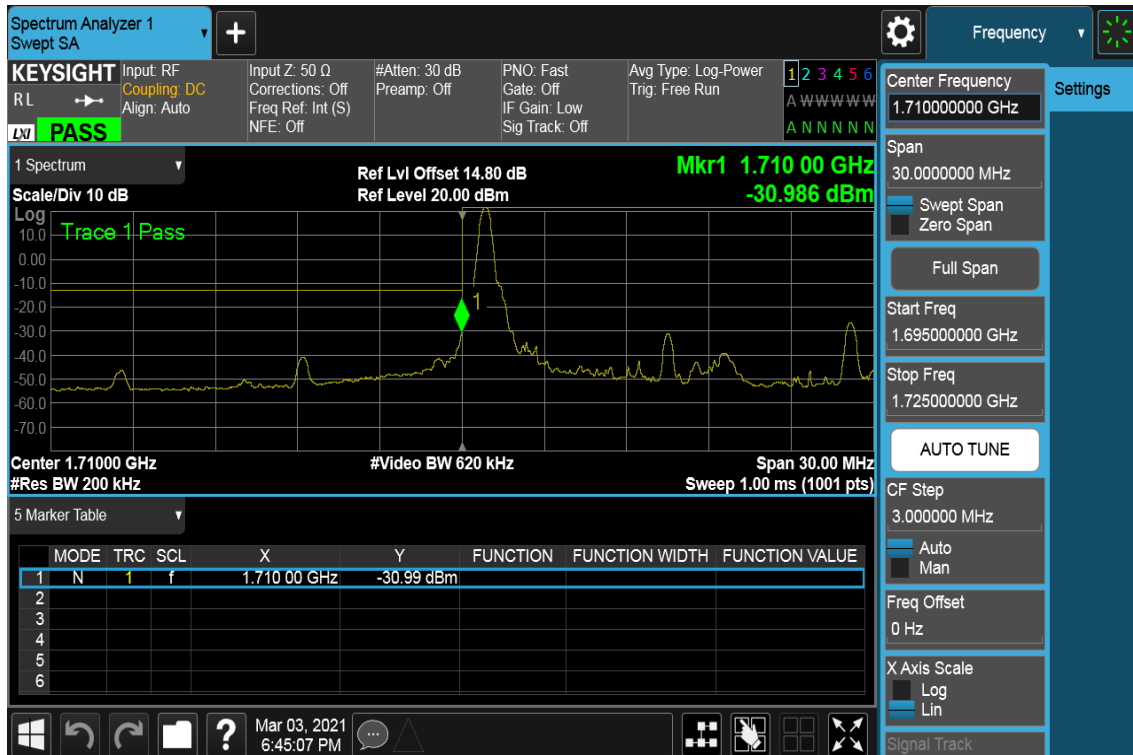 Spectrum Analyzer 1
Swept SA
+
Frequency
KEYSIGHT
RL
LXI
PASS
Input: RF
Coupling: DC
Align: Auto
Input Z: 50 Ω
Corrections: Off
Freq Ref: Int (S)
NFE: Off
#Atten: 30 dB
Preamp: Off
PNO: Fast
Gate: Off
IF Gain: Low
Sig Track: Off
Avg Type: Log-Power
Trig: Free Run
1 2 3 4 5 6
A W W W W W
A N N N N N
1 Spectrum
Scale/Div 10 dB
Ref Lvl Offset 14.80 dB
Ref Level 20.00 dBm
Mkr1 1.710 00 GHz
-30.986 dBm
Log
Trace 1 Pass
10.0
0.00
-10.0
-20.0
-30.0
-40.0
-50.0
-60.0
-70.0
1
Center 1.71000 GHz
#Video BW 620 kHz
Span 30.00 MHz
#Res BW 200 kHz
Sweep 1.00 ms (1001 pts)
5 Marker Table
MODE TRC SCL X Y FUNCTION FUNCTION WIDTH FUNCTION VALUE
1 N 1 f 1.710 00 GHz -30.99 dBm
2
3
4
5
6
Center Frequency
1.710000000 GHz
Span
30.0000000 MHz
Swept Span
Zero Span
Full Span
Start Freq
1.695000000 GHz
Stop Freq
1.725000000 GHz
AUTO TUNE
CF Step
3.000000 MHz
Auto
Man
Freq Offset
0 Hz
X Axis Scale
Log
Lin
Signal Track
Settings
?
Mar 03, 2021
6:45:07 PM